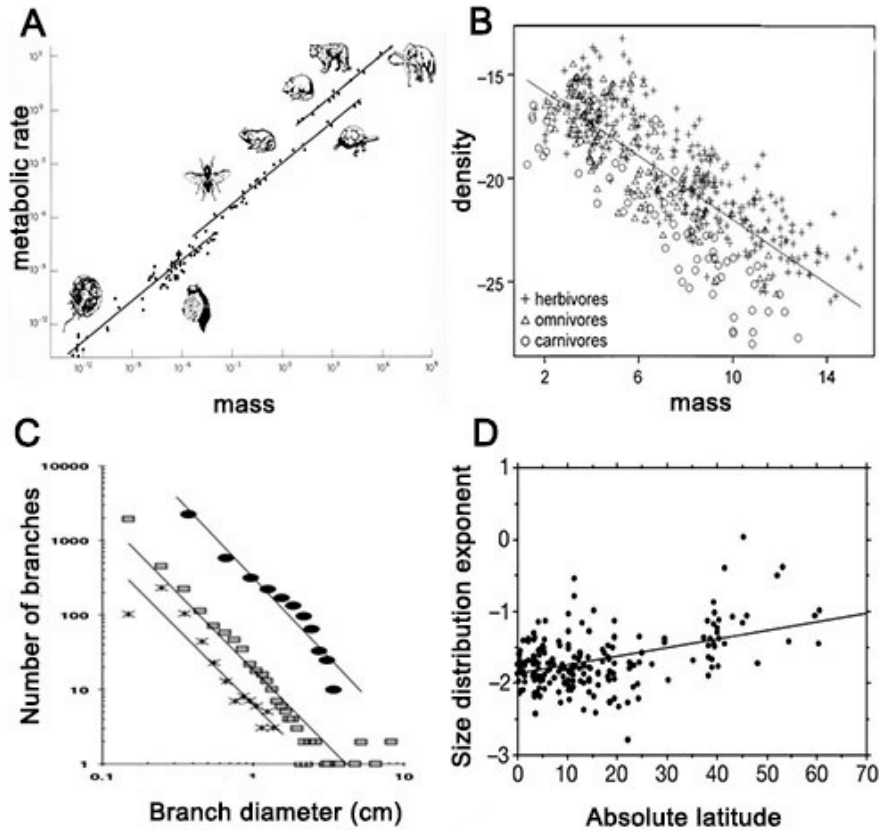 A
metabolic rate
mass
B
density
−15
−20
−25
+ herbivores
△ omnivores
○ carnivores
2
6
10
14
mass
C
Number of branches
10000
1000
100
10
1
0.1
1
10
Branch diameter (cm)
D
Size distribution exponent
1
0
−1
−2
−3
0
10
20
30
40
50
60
70
Absolute latitude